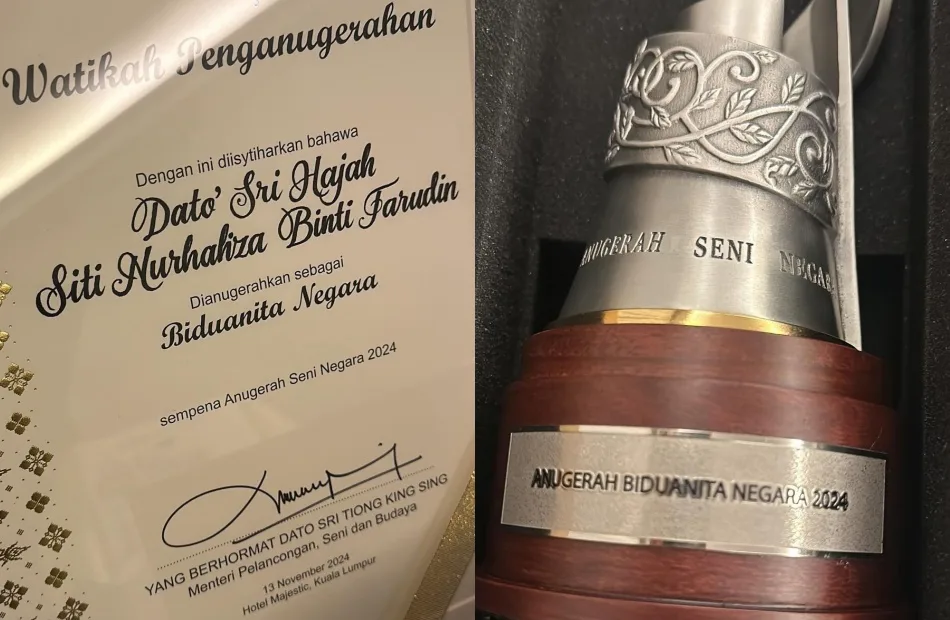 Watikah Penganugerahan
Dengan ini diisytiharkan bahawa
Dato' Sri Hajah
Siti Nurhaliza Binti Tarudin
Dianugerahkan sebagai
Biduanita Negara
sempena Anugerah Seni Negara 2024
YANG BERHORMAT DATO SRI TIONG KING SING
Menteri Pelancongan, Seni dan Budaya
13 November 2024
Hotel Majestic, Kuala Lumpur
ANUGERAH SENI NEGARA
ANUGERAH BIDUANITA NEGARA 2024